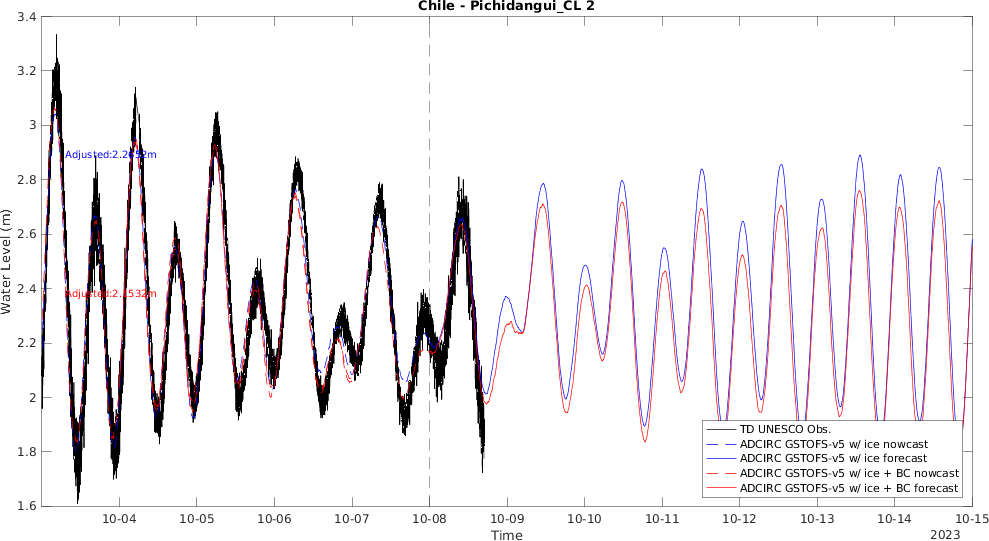 Chile - Pichidangui_CL 2
3.4
3.2
3
2.8
2.6
2.4
2.2
2
1.8
1.6
Water Level (m)
Adjusted:2.2652m
10-04
10-05
10-06
10-07
10-08
10-09
10-10
10-11
10-12
10-13
10-14
10-15
Time
2023
TD UNESCO Obs.
ADCIRC GSTOFS-v5 w/ ice nowcast
ADCIRC GSTOFS-v5 w/ ice forecast
ADCIRC GSTOFS-v5 w/ ice + BC nowcast
ADCIRC GSTOFS-v5 w/ ice + BC forecast